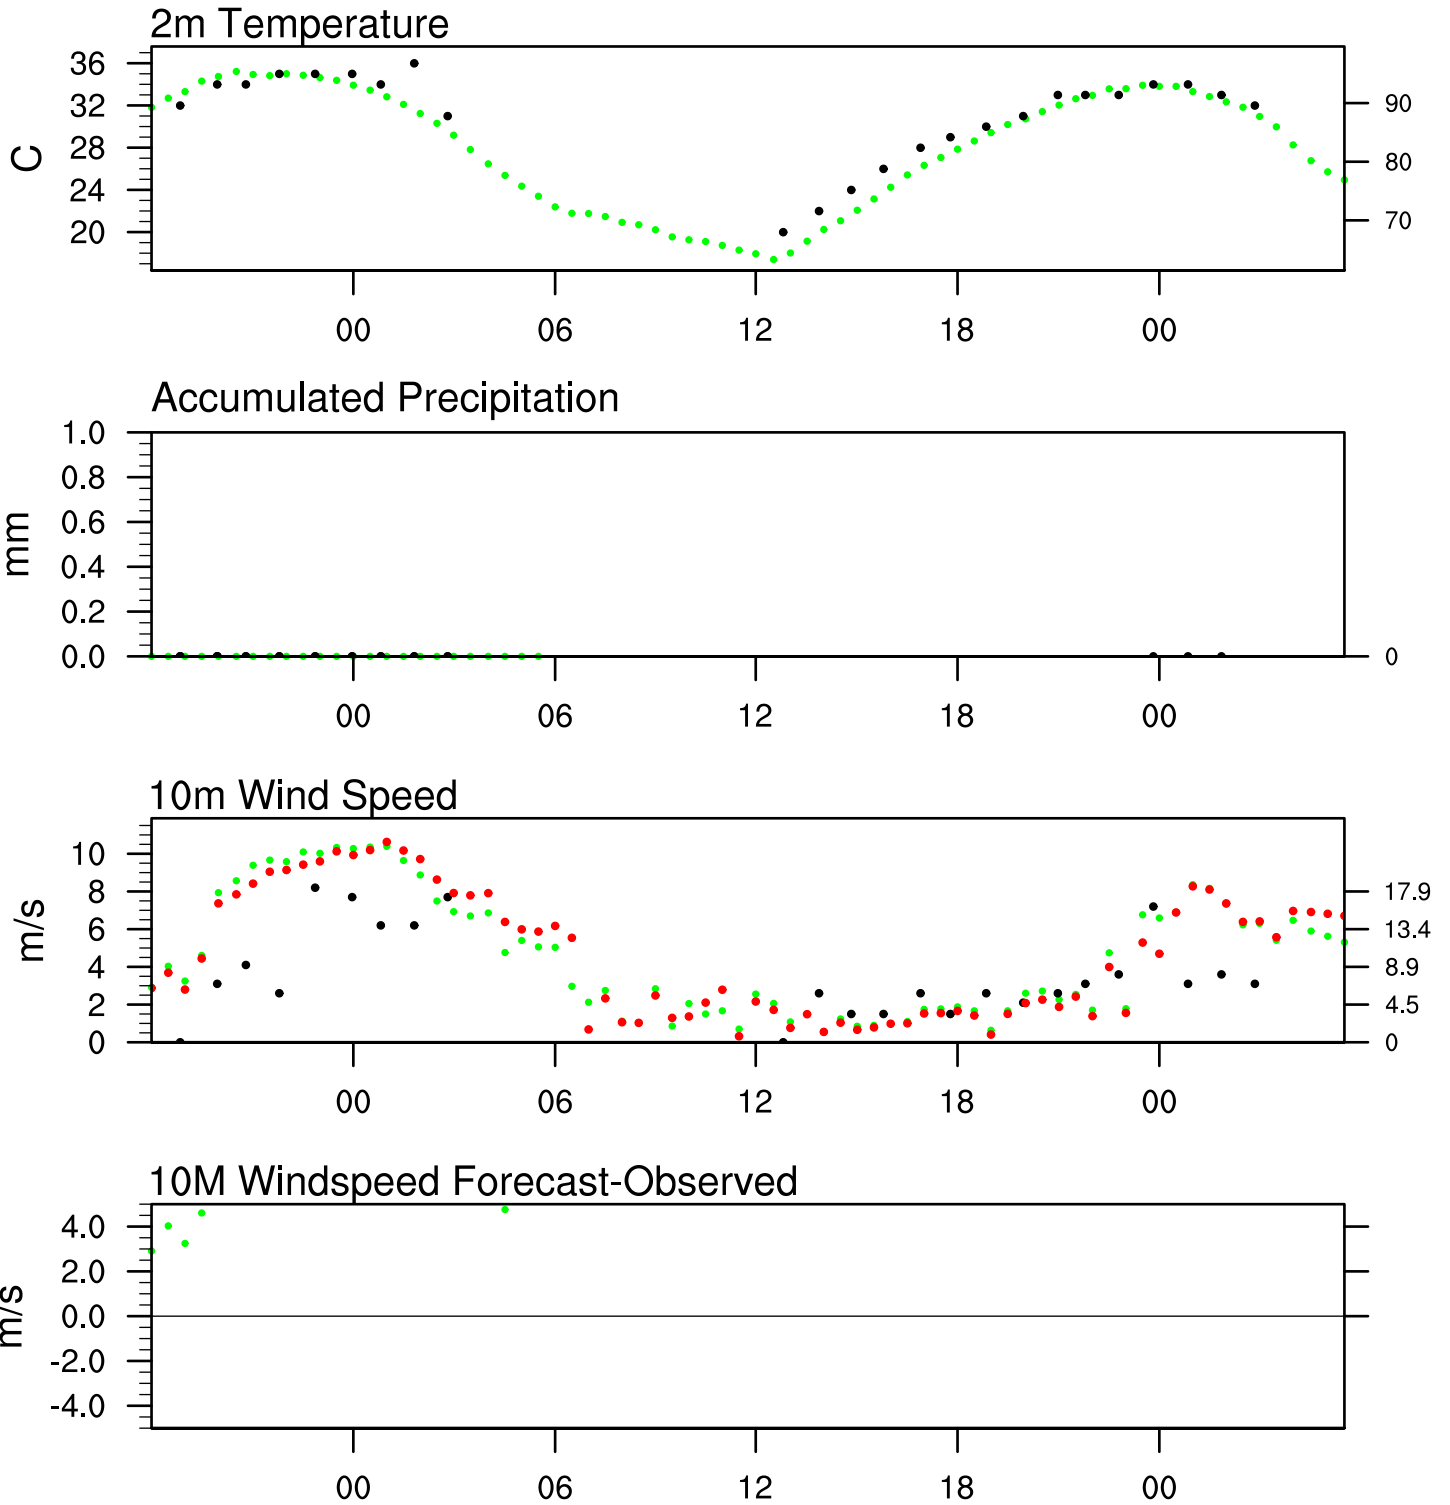 2m Temperature
36
32
28
24
20
C
90
80
70
00 06 12 18 00
Accumulated Precipitation
1.0
0.8
0.6
0.4
0.2
0.0
mm
0
00 06 12 18 00
10m Wind Speed
10
8
6
4
2
0
m/s
17.9
13.4
8.9
4.5
0
00 06 12 18 00
10M Windspeed Forecast-Observed
4.0
2.0
0.0
-2.0
-4.0
m/s
00 06 12 18 00